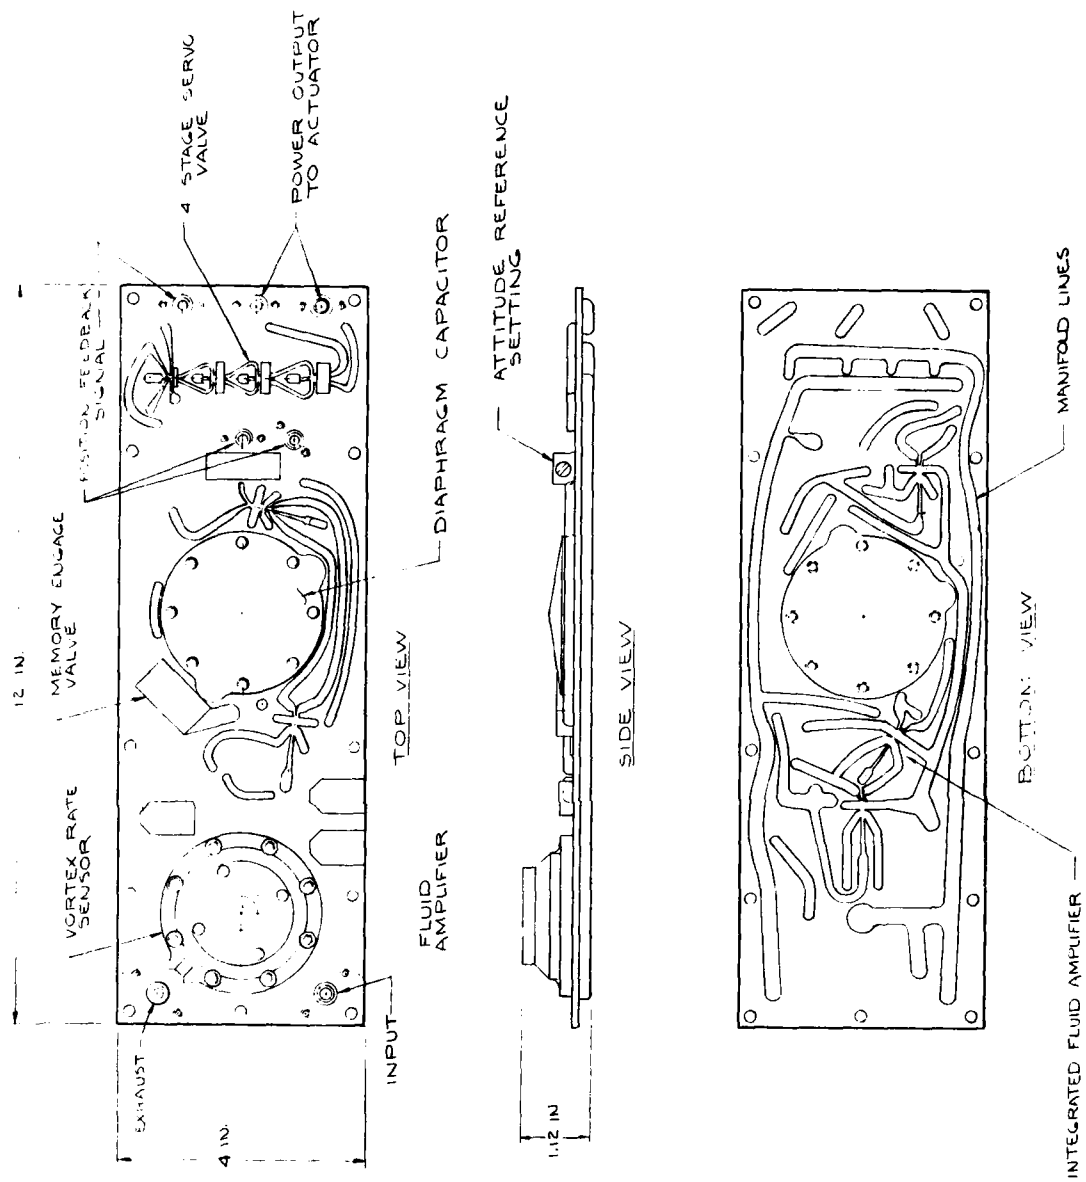 12 IN.
VORTEX RATE
SENSOR
MEMORY ENGAGE
VALVE
POSITION FEEDBACK
SIGNAL
4 STAGE SERVO
VALVE
POWER OUTPUT
TO ACTUATOR
EXHAUST
4 IN.
INPUT
FLUID
AMPLIFIER
TOP VIEW
DIAPHRAGM CAPACITOR
ATTITUDE REFERENCE
SETTING
1.12 IN
SIDE VIEW
BOTTOM VIEW
MANIFOLD LINES
INTEGRATED FLUID AMPLIFIER